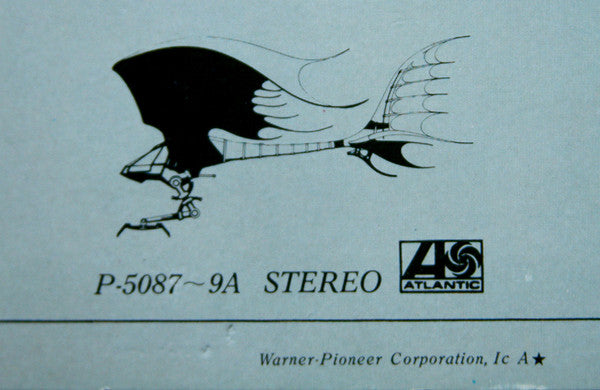 P-5087~9A STEREO ATLANTIC
Warner-Pioneer Corporation, Ic A★